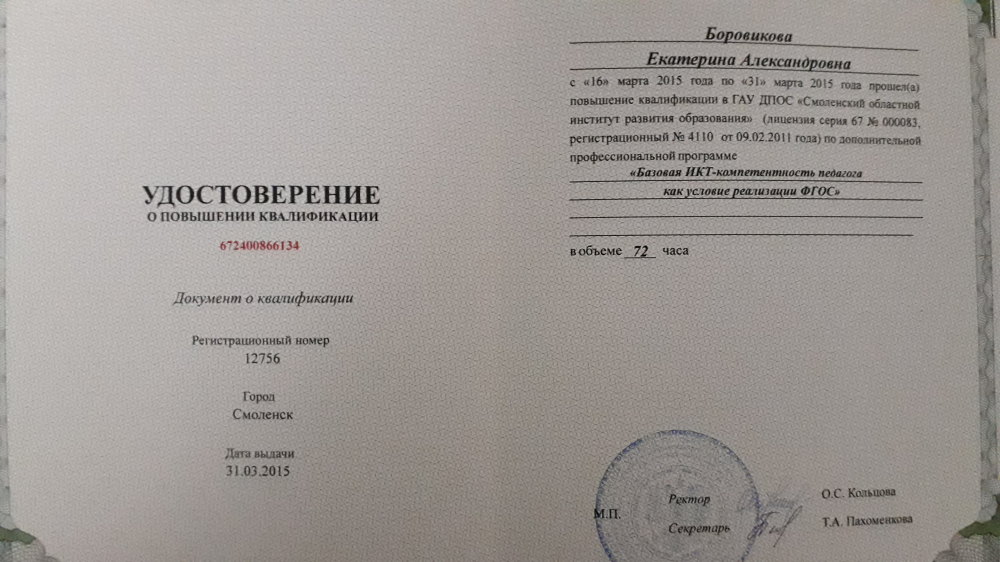 УДОСТОВЕРЕНИЕ
О ПОВЫШЕНИИ КВАЛИФИКАЦИИ
672400866134
Документ о квалификации
Регистрационный номер
12756
Город
Смоленск
Дата выдачи
31.03.2015
Боровикова
Екатерина Александровна
с «16» марта 2015 года по «31» марта 2015 года прошел(а)
повышение квалификации в ГАУ ДПОС «Смоленский областной
институт развития образования» (лицензия серия 67 № 000083,
регистрационный № 4110 от 09.02.2011 года) по дополнительной
профессиональной программе
«Базовая ИКТ-компетентность педагога
как условие реализации ФГОС»
в объеме 72 часа
М.П.
Ректор О.С. Кольцова
Секретарь Т.А. Пахоменкова